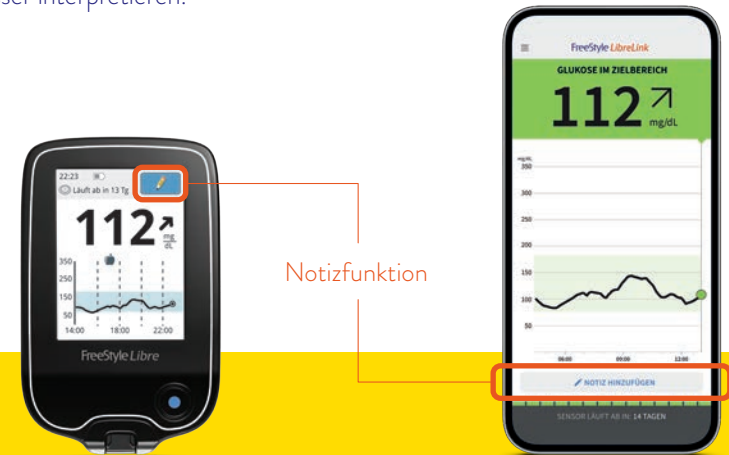 ser interpretieren.
22:23
Läuft ab in 13 Tg
112
mg
dL
350
250
150
50
14:00 18:00 22:00
FreeStyle Libre
Notizfunktion
FreeStyle LibreLink
GLUKOSE IM ZIELBEREICH
112
mg/dL
mg/dL
350
300
250
200
150
100
50
06:00 09:00 12:00
NOTIZ HINZUFÜGEN
SENSOR LÄUFT AB IN: 14 TAGEN